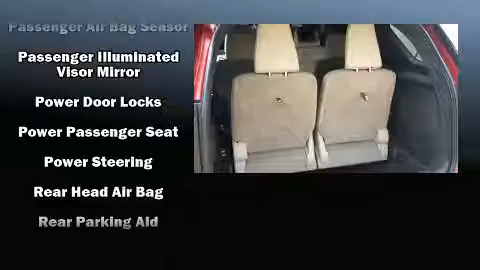 Passenger Air Bag Sensor
Passenger Illuminated
Visor Mirror
Power Door Locks
Power Passenger Seat
Power Steering
Rear Head Air Bag
Rear Parking Aid